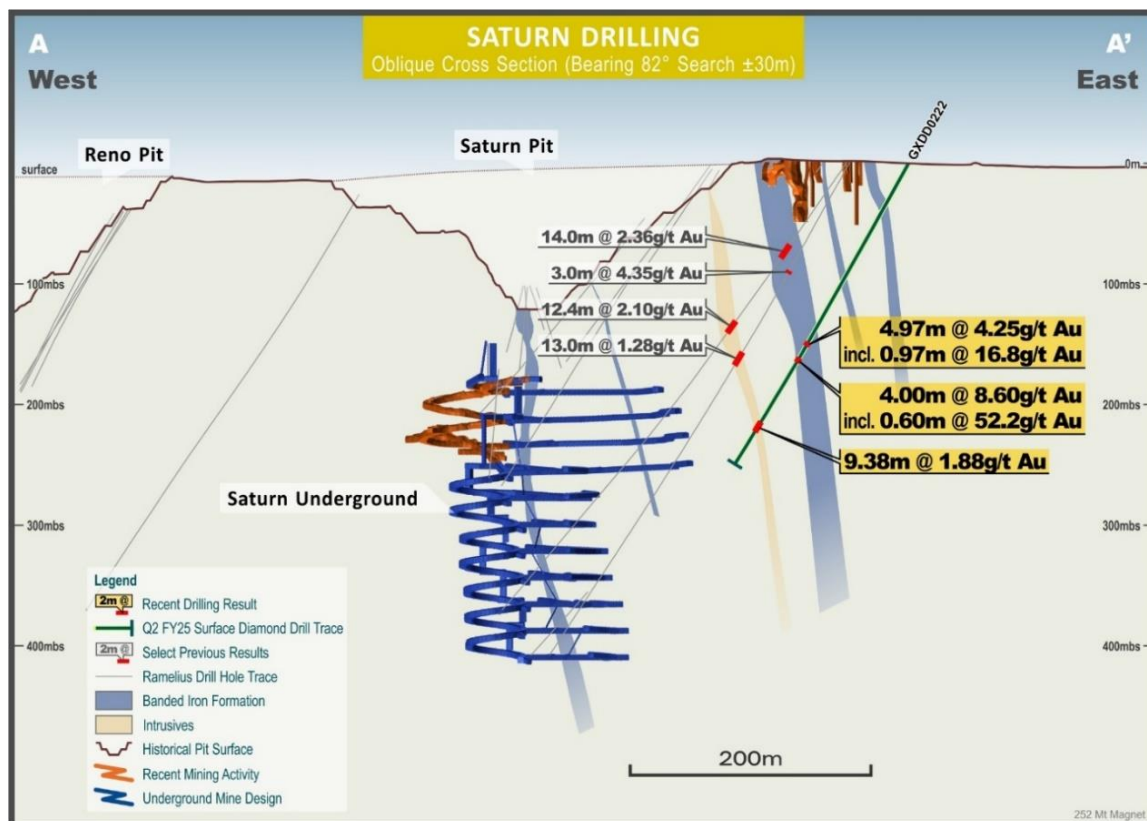 SATURN DRILLING
Oblique Cross Section (Bearing 82° Search ±30m)
A
West
A'
East
GXDD0222
Reno Pit
Saturn Pit
surface
0m
14.0m @ 2.36g/t Au
3.0m @ 4.35g/t Au
12.4m @ 2.10g/t Au
13.0m @ 1.28g/t Au
100mbs
100mbs
4.97m @ 4.25g/t Au
incl. 0.97m @ 16.8g/t Au
4.00m @ 8.60g/t Au
incl. 0.60m @ 52.2g/t Au
9.38m @ 1.88g/t Au
200mbs
200mbs
Saturn Underground
300mbs
300mbs
400mbs
400mbs
Legend
2m @
Recent Drilling Result
Q2 FY25 Surface Diamond Drill Trace
2m @
Select Previous Results
Ramelius Drill Hole Trace
Banded Iron Formation
Intrusives
Historical Pit Surface
Recent Mining Activity
Underground Mine Design
200m
252 Mt Magnet